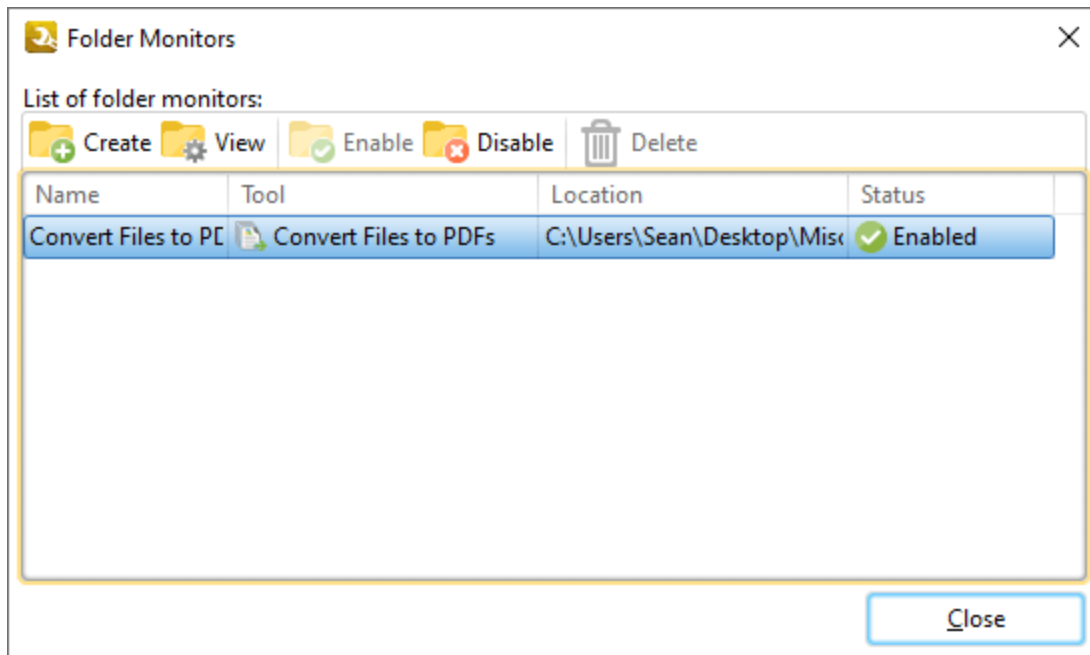 Folder Monitors
List of folder monitors:
Create View Enable Disable Delete
Name Tool Location Status
Convert Files to PD Convert Files to PDFs C:\Users\Sean\Desktop\Misc Enabled
Close